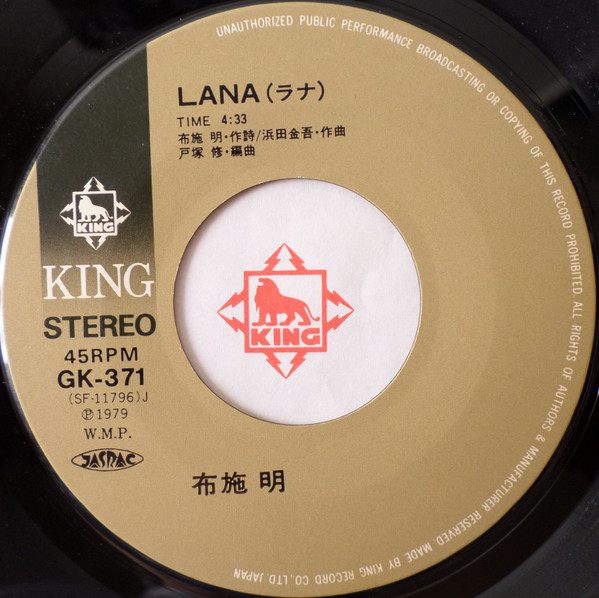 UNAUTHORIZED PUBLIC PERFORMANCE BROADCASTING OR COPYING OF THIS RECORD PROHIBITED. ALL RIGHTS OF AUTHORS & MANUFACTURER RESERVED. MADE BY KING RECORD CO., LTD. JAPAN
LANA(ラナ)
TIME 4:33
布施 明・作詩/浜田金吾・作曲
戸塚 修・編曲
KING
KING
STEREO
45RPM
GK-371
(SF-11796)J
Ⓟ1979
W.M.P.
JASRAC
KING
布施 明